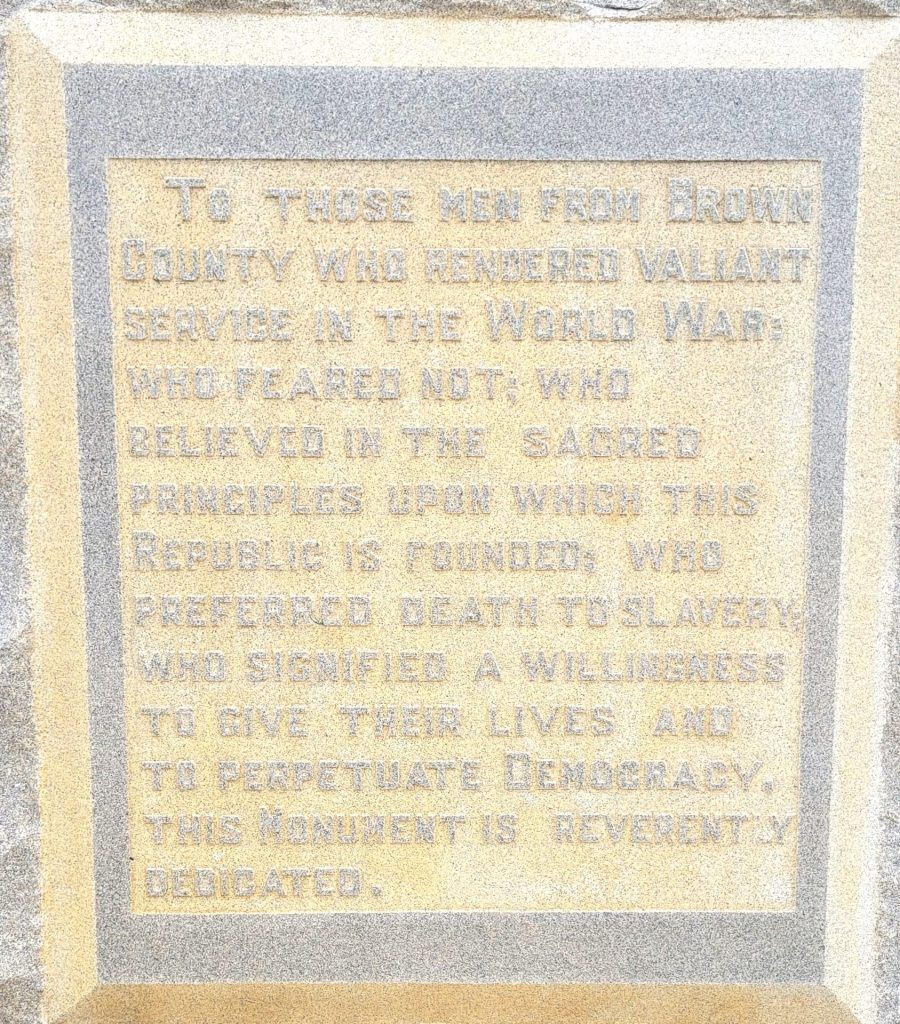 To those men from Brown
County who rendered valiant
service in the World War:
who feared not; who
believed in the sacred
principles upon which this
Republic is founded; who
preferred death to slavery;
who signified a willingness
to give their lives and
to perpetuate Democracy,
this Monument is reverently
dedicated.